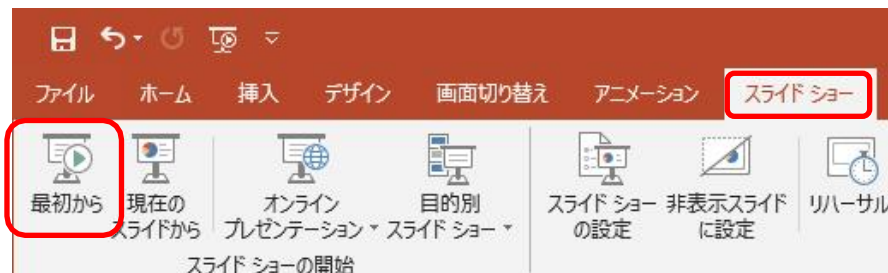 ファイル ホーム 挿入 デザイン 画面切り替え アニメーション スライド ショー
最初から 現在の オンライン 目的別 スライド ショー 非表示スライド リハーサル
スライドから プレゼンテーション スライド ショー の設定 に設定
スライド ショーの開始